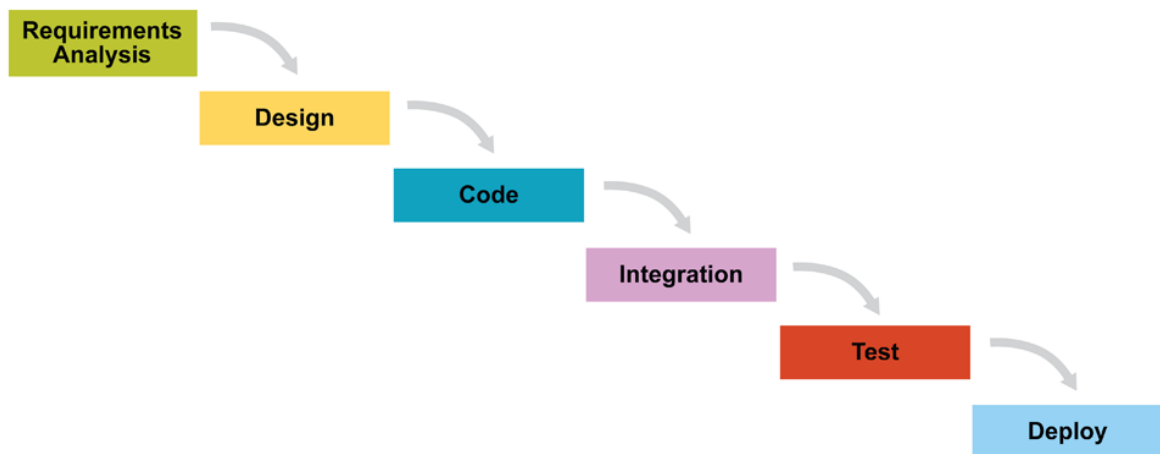 Requirements
Analysis
Design
Code
Integration
Test
Deploy